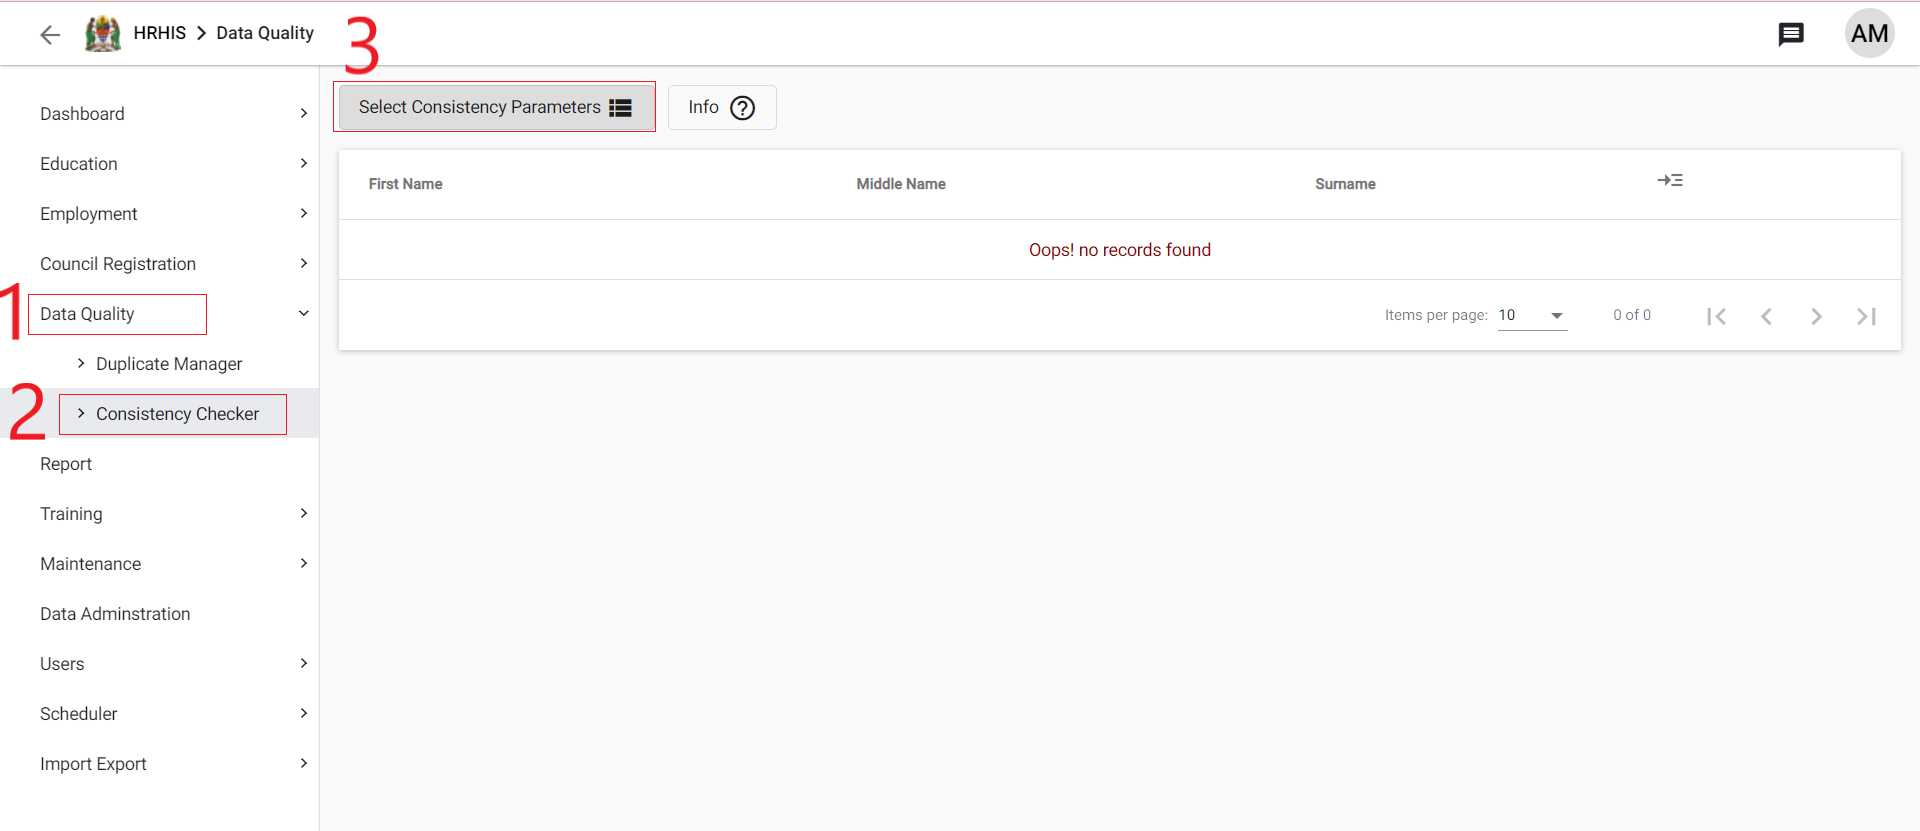 HRHIS > Data Quality
3
AM
Dashboard
Education
Employment
Council Registration
1
Data Quality
Duplicate Manager
2
Consistency Checker
Report
Training
Maintenance
Data Adminstration
Users
Scheduler
Import Export
Select Consistency Parameters
Info ?
First Name Middle Name Surname
Oops! no records found
Items per page: 10 0 of 0